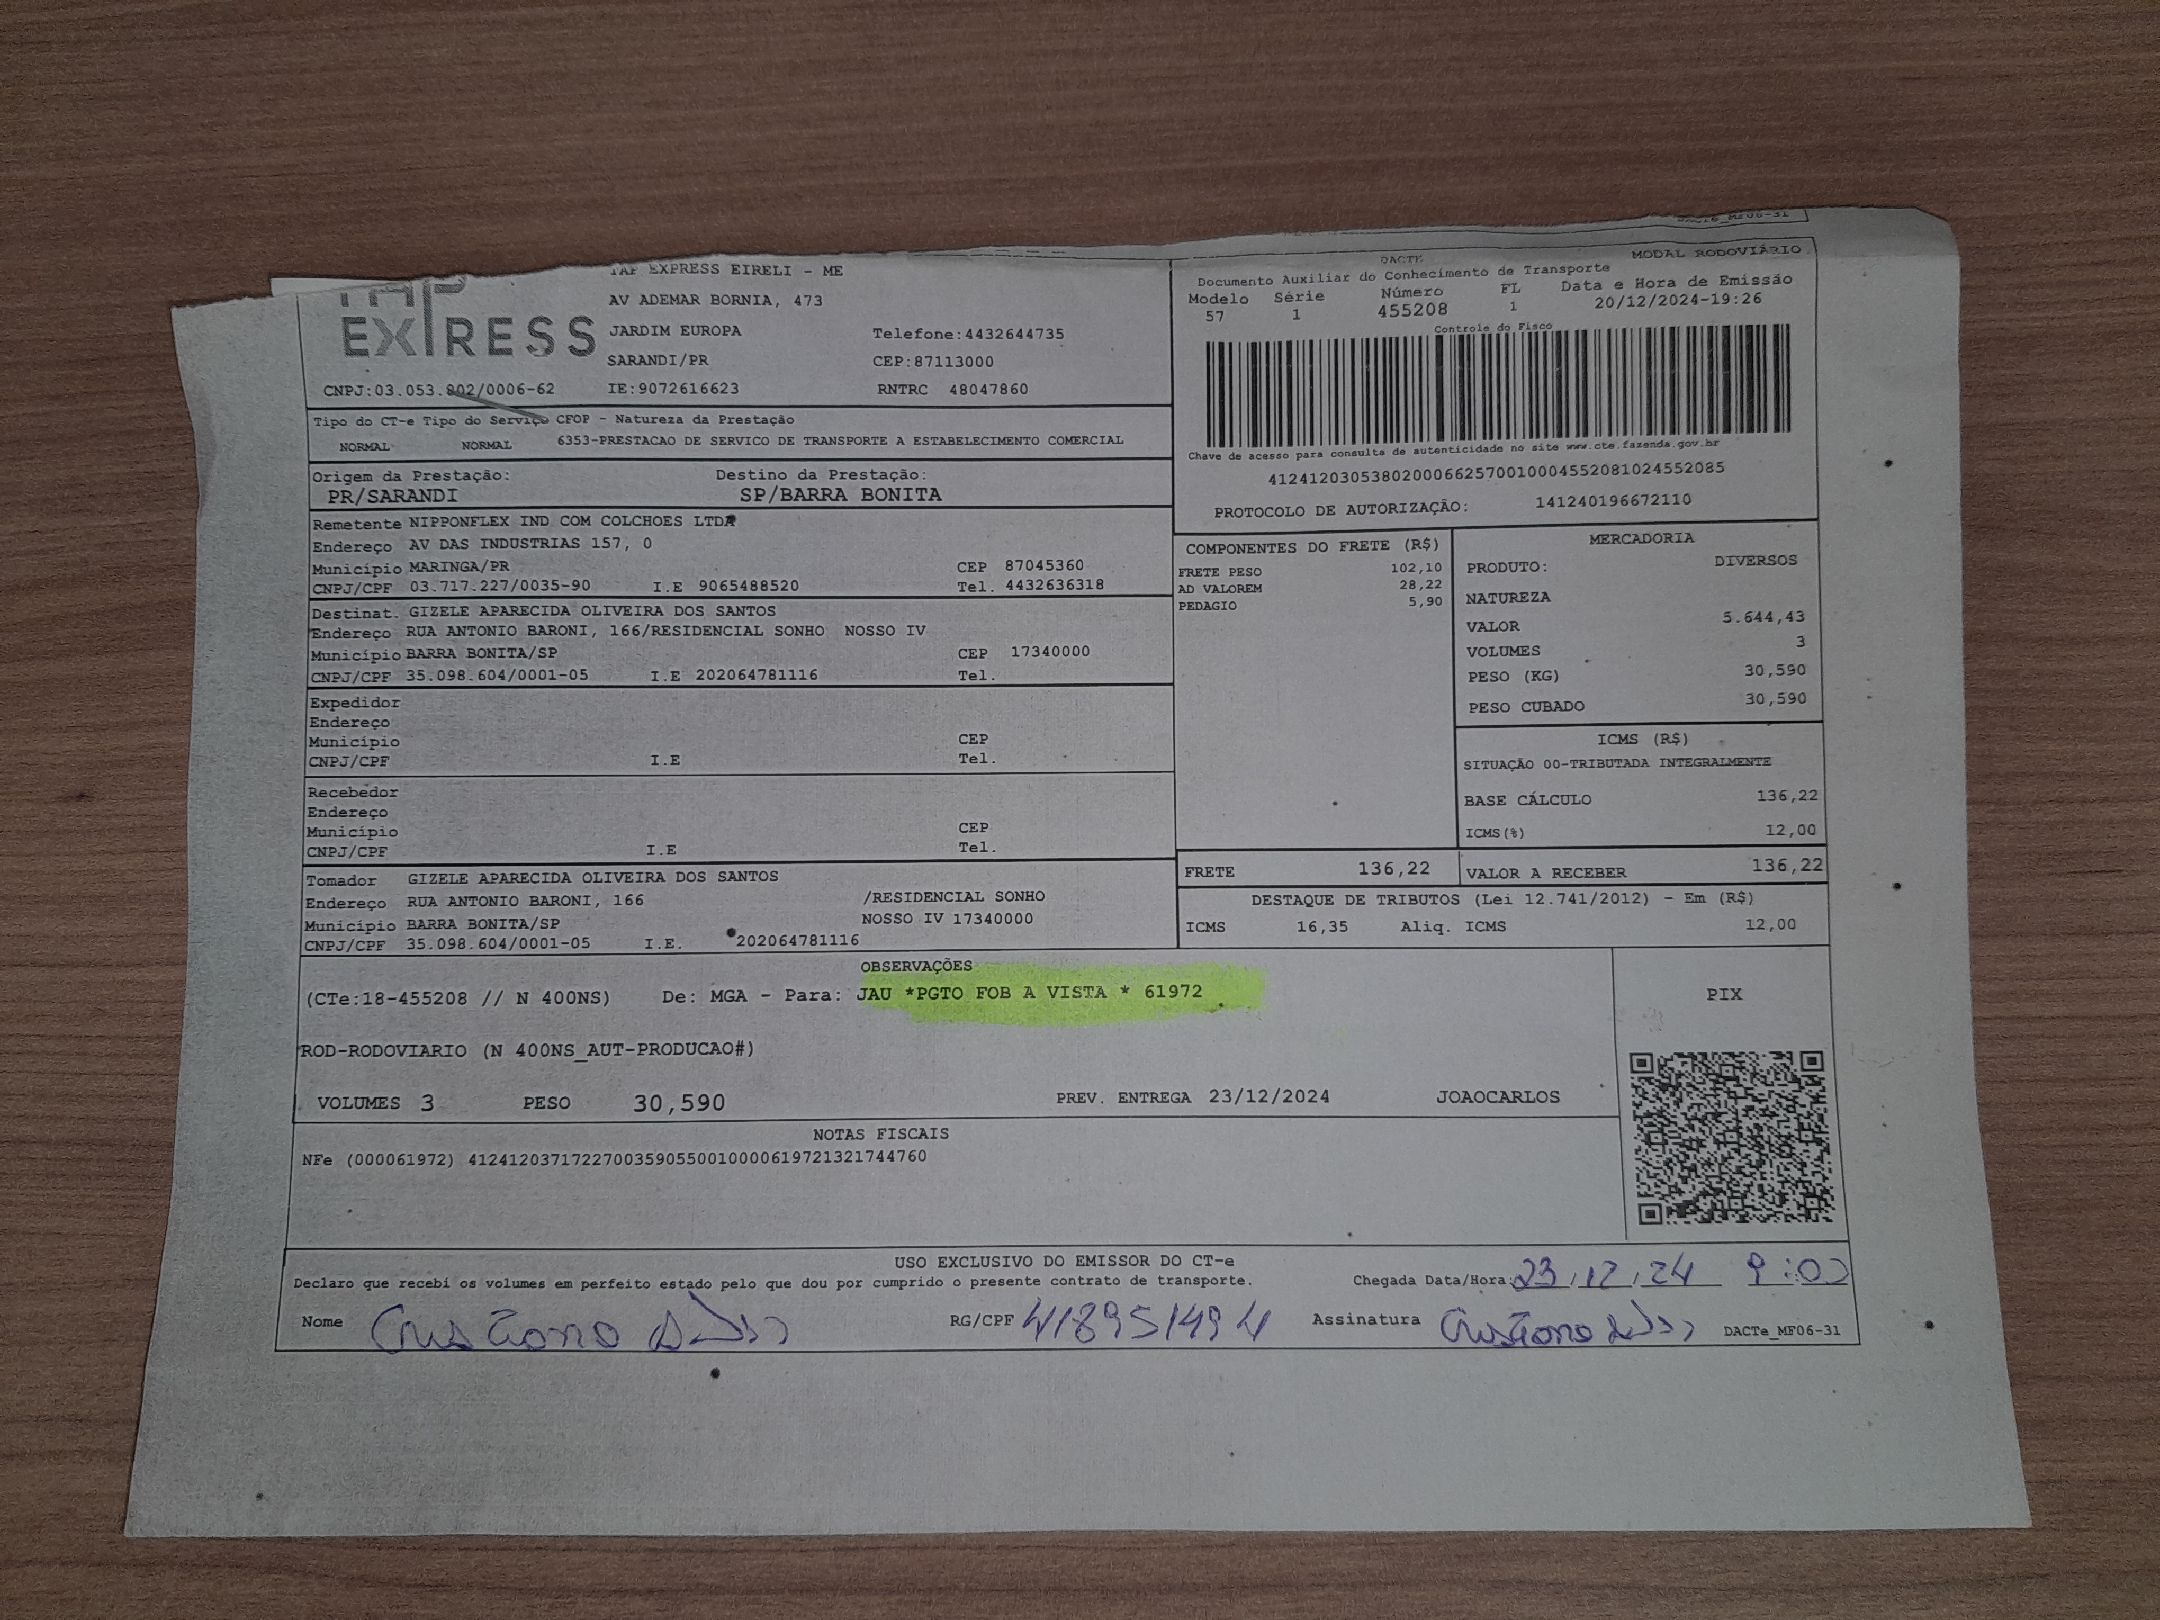 DACTe_MF06-31
TAP EXPRESS EIRELI - ME
AV ADEMAR BORNIA, 473
JARDIM EUROPA
Telefone:4432644735
SARANDI/PR
CEP:87113000
TAP EXPRESS
CNPJ:03.053.802/0006-62
IE:9072616623
RNTRC 48047860
DACTE
MODAL RODOVIÁRIO
Documento Auxiliar do Conhecimento de Transporte
Modelo Série Número FL Data e Hora de Emissão
57 1 455208 1 20/12/2024-19:26
Controle do Fisco
Chave de acesso para consulta de autenticidade no site www.cte.fazenda.gov.br
41241203053802000662570010004552081024552085
PROTOCOLO DE AUTORIZAÇÃO: 141240196672110
Tipo do CT-e Tipo do Serviço CFOP - Natureza da Prestação
NORMAL NORMAL 6353-PRESTACAO DE SERVICO DE TRANSPORTE A ESTABELECIMENTO COMERCIAL
Origem da Prestação: Destino da Prestação:
PR/SARANDI SP/BARRA BONITA
Remetente NIPPONFLEX IND COM COLCHOES LTDA
Endereço AV DAS INDUSTRIAS 157, 0
Município MARINGA/PR CEP 87045360
CNPJ/CPF 03.717.227/0035-90 I.E 9065488520 Tel. 4432636318
Destinat. GIZELE APARECIDA OLIVEIRA DOS SANTOS
Endereço RUA ANTONIO BARONI, 166/RESIDENCIAL SONHO NOSSO IV
Município BARRA BONITA/SP CEP 17340000
CNPJ/CPF 35.098.604/0001-05 I.E 202064781116 Tel.
Expedidor
Endereço
Município CEP
CNPJ/CPF I.E Tel.
Recebedor
Endereço
Município CEP
CNPJ/CPF I.E Tel.
Tomador GIZELE APARECIDA OLIVEIRA DOS SANTOS
Endereço RUA ANTONIO BARONI, 166 /RESIDENCIAL SONHO
Município BARRA BONITA/SP NOSSO IV 17340000
CNPJ/CPF 35.098.604/0001-05 I.E. 202064781116
COMPONENTES DO FRETE (R$)
FRETE PESO 102,10
AD VALOREM 28,22
PEDAGIO 5,90
MERCADORIA
PRODUTO: DIVERSOS
NATUREZA
VALOR 5.644,43
VOLUMES 3
PESO (KG) 30,590
PESO CUBADO 30,590
ICMS (R$)
SITUAÇÃO 00-TRIBUTADA INTEGRALMENTE
BASE CÁLCULO 136,22
ICMS(%) 12,00
FRETE 136,22 VALOR A RECEBER 136,22
DESTAQUE DE TRIBUTOS (Lei 12.741/2012) - Em (R$)
ICMS 16,35 Aliq. ICMS 12,00
OBSERVAÇÕES
(CTe:18-455208 // N 400NS) De: MGA - Para: JAU *PGTO FOB A VISTA * 61972
ROD-RODOVIARIO (N 400NS_AUT-PRODUCAO#)
VOLUMES 3 PESO 30,590 PREV. ENTREGA 23/12/2024 JOAOCARLOS
PIX
NOTAS FISCAIS
NFe (000061972) 41241203717227003590550010000619721321744760
USO EXCLUSIVO DO EMISSOR DO CT-e
Declaro que recebi os volumes em perfeito estado pelo que dou por cumprido o presente contrato de transporte. Chegada Data/Hora: 23,12,24 9:00
Nome Cristiano RG/CPF 418951494 Assinatura Cristiano DACTe_MF06-31